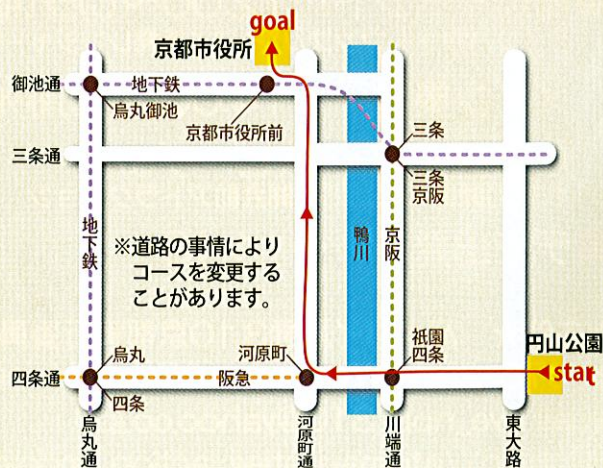 goal
京都市役所
御池通
地下鉄
烏丸御池
京都市役所前
三条
三条通
三条
京阪
地下鉄
※道路の事情により
コースを変更する
ことがあります。
鴨川
京阪
烏丸
河原町
祇園
四条
円山公園
start
四条通
阪急
四条
烏丸通
河原町通
川端通
東大路